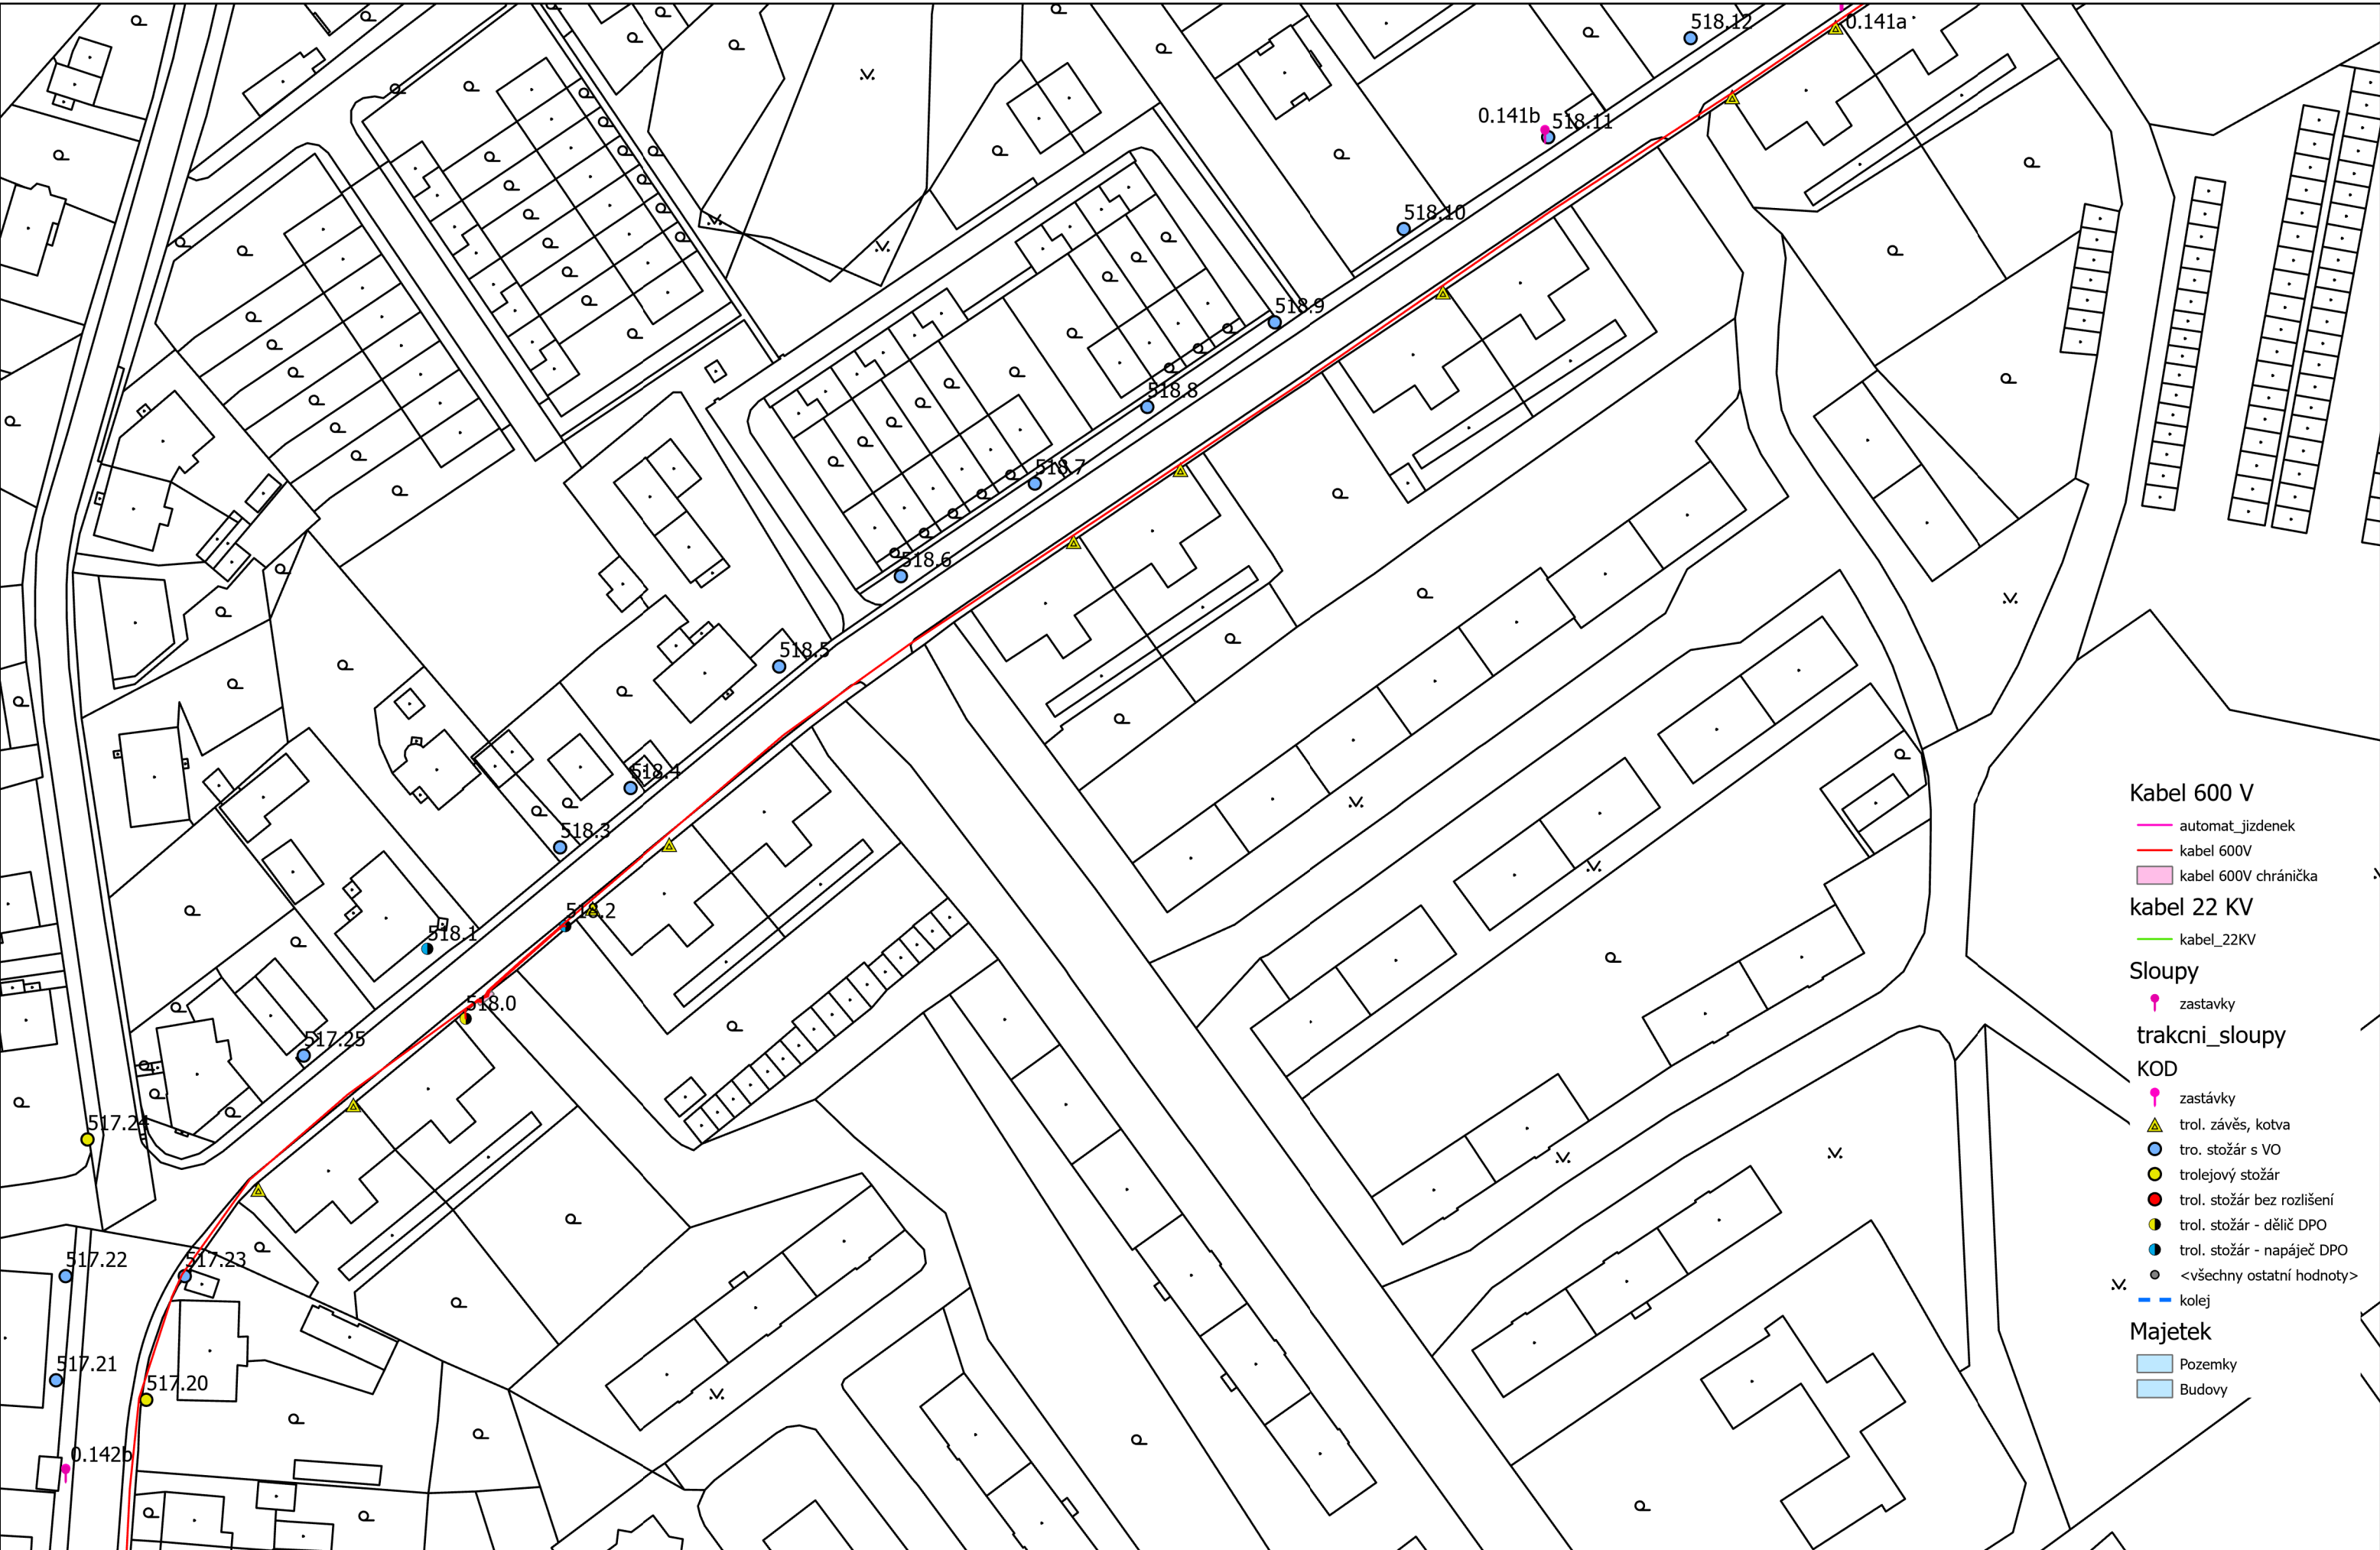 518.12
0.141a
0.141b
518.11
518.10
518.9
518.8
518.7
518.6
518.5
518.4
518.3
518.2
518.1
518.0
517.25
517.24
517.22
517.23
517.21
517.20
0.142b
Kabel 600 V
automat_jizdenek
kabel 600V
kabel 600V chránička
kabel 22 KV
kabel_22KV
Sloupy
zastavky
trakcni_sloupy
KOD
zastávky
trol. závěs, kotva
tro. stožár s VO
trolejový stožár
trol. stožár bez rozlišení
trol. stožár - dělič DPO
trol. stožár - napáječ DPO
<všechny ostatní hodnoty>
kolej
Majetek
Pozemky
Budovy